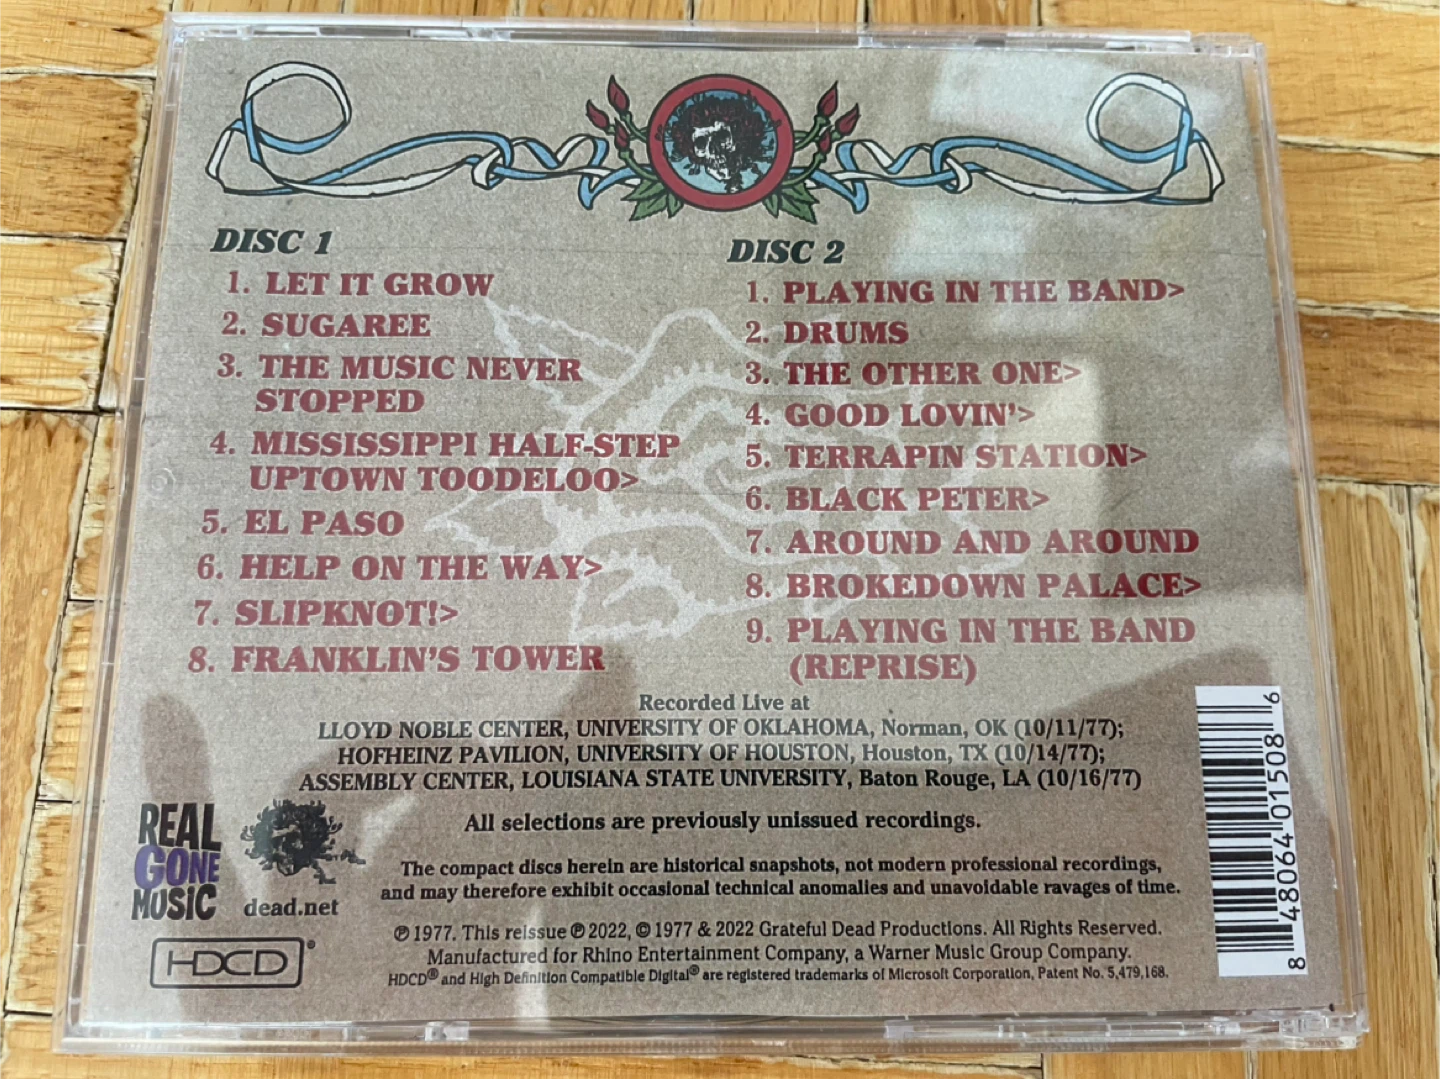 DISC 1
1. LET IT GROW
2. SUGAREE
3. THE MUSIC NEVER
STOPPED
4. MISSISSIPPI HALF-STEP
UPTOWN TOODELOO>
5. EL PASO
6. HELP ON THE WAY>
7. SLIPKNOT!>
8. FRANKLIN'S TOWER
DISC 2
1. PLAYING IN THE BAND>
2. DRUMS
3. THE OTHER ONE>
4. GOOD LOVIN'>
5. TERRAPIN STATION>
6. BLACK PETER>
7. AROUND AND AROUND
8. BROKEDOWN PALACE>
9. PLAYING IN THE BAND
(REPRISE)
Recorded Live at
LLOYD NOBLE CENTER, UNIVERSITY OF OKLAHOMA, Norman, OK (10/11/77);
HOFHEINZ PAVILION, UNIVERSITY OF HOUSTON, Houston, TX (10/14/77);
ASSEMBLY CENTER, LOUISIANA STATE UNIVERSITY, Baton Rouge, LA (10/16/77)
All selections are previously unissued recordings.
The compact discs herein are historical snapshots, not modern professional recordings,
and may therefore exhibit occasional technical anomalies and unavoidable ravages of time.
℗ 1977. This reissue ℗ 2022, © 1977 & 2022 Grateful Dead Productions. All Rights Reserved.
Manufactured for Rhino Entertainment Company, a Warner Music Group Company.
HDCD® and High Definition Compatible Digital® are registered trademarks of Microsoft Corporation, Patent No. 5,479,168.
REAL
GONE
MUSIC
dead.net
HDCD®
8 48064 01508 6